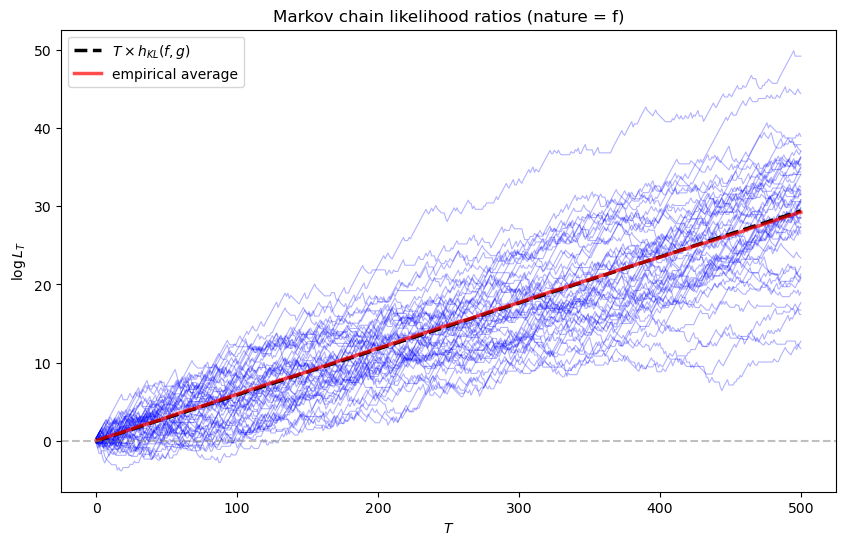 Markov chain likelihood ratios (nature = f)
T × h_{KL}(f, g)
empirical average
50
40
30
20
10
0
log L_T
0 100 200 300 400 500
T